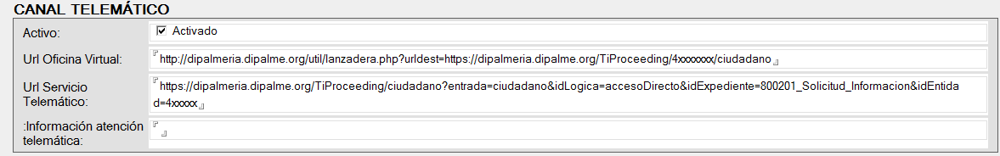 CANAL TELEMÁTICO
Activo:
Activado
Url Oficina Virtual:
http://dipalmeria.dipalme.org/util/lanzadera.php?urldest=https://dipalmeria.dipalme.org/TiProceeding/4xxxxxxx/ciudadano
Url Servicio
Telemático:
https://dipalmeria.dipalme.org/TiProceeding/ciudadano?entrada=ciudadano&idLogica=accesoDirecto&idExpediente=800201_Solicitud_Informacion&idEntida
d=4xxxxx
:Información atención
telemática: